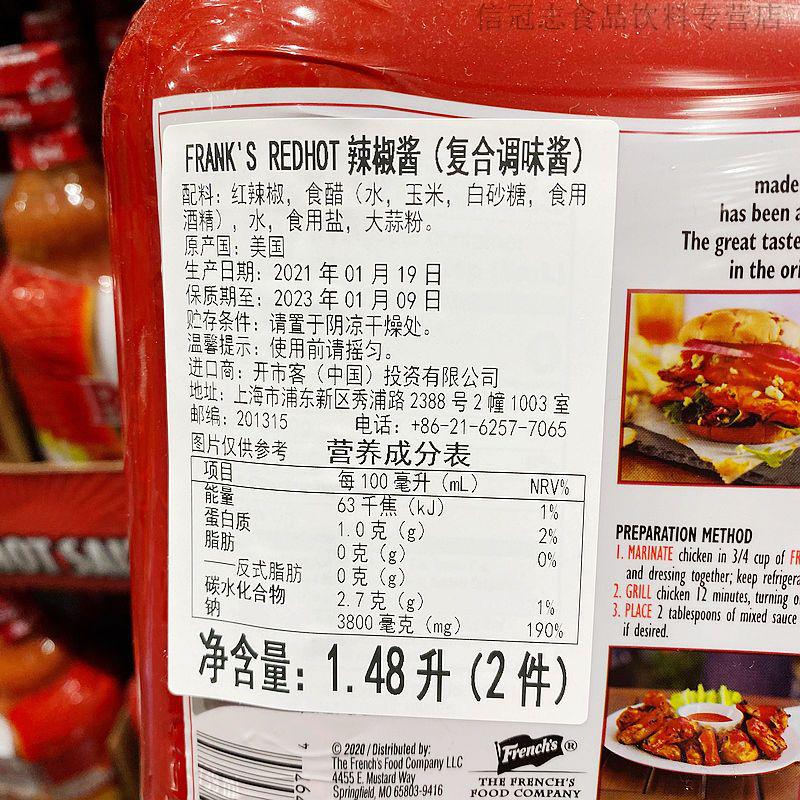 信冠志食品饮料专营店
FRANK'S REDHOT 辣椒酱（复合调味酱）
配料：红辣椒，食醋（水，玉米，白砂糖，食用
酒精），水，食用盐，大蒜粉。
原产国：美国
生产日期：2021 年 01 月 19 日
保质期至：2023 年 01 月 09 日
贮存条件：请置于阴凉干燥处。
温馨提示：使用前请摇匀。
进口商：开市客（中国）投资有限公司
地址：上海市浦东新区秀浦路 2388 号 2 幢 1003 室
邮编：201315 电话：+86-21-6257-7065
图片仅供参考 营养成分表
项目 每 100 毫升（mL） NRV%
能量 63 千焦（kJ） 1%
蛋白质 1.0 克（g） 2%
脂肪 0 克（g） 0%
——反式脂肪 0 克（g）
碳水化合物 2.7 克（g） 1%
钠 3800 毫克（mg） 190%
净含量：1.48 升（2 件）
made
has been a
The great taste
in the ori
PREPARATION METHOD
1. MARINATE chicken in 3/4 cup of FR
and dressing together; keep refrigera
2. GRILL chicken 12 minutes, turning o
3. PLACE 2 tablespoons of mixed sauce
if desired.
© 2020 / Distributed by:
The French's Food Company LLC
4455 E. Mustard Way
Springfield, MO 65803-9416
French's ®
THE FRENCH'S
FOOD COMPANY